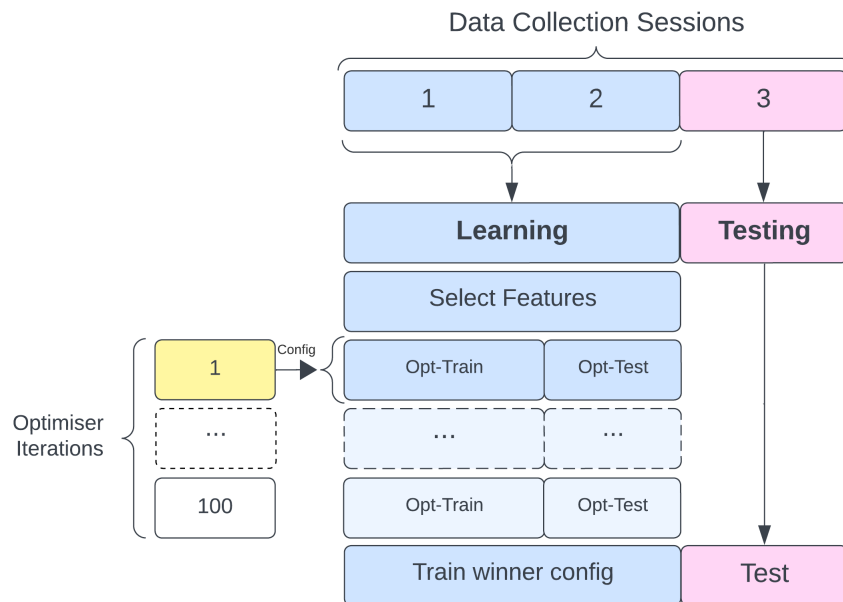 Data Collection Sessions
1
2
3
Learning
Testing
Select Features
Optimiser
Iterations
1
Config
Opt-Train
Opt-Test
...
...
...
100
Opt-Train
Opt-Test
Train winner config
Test